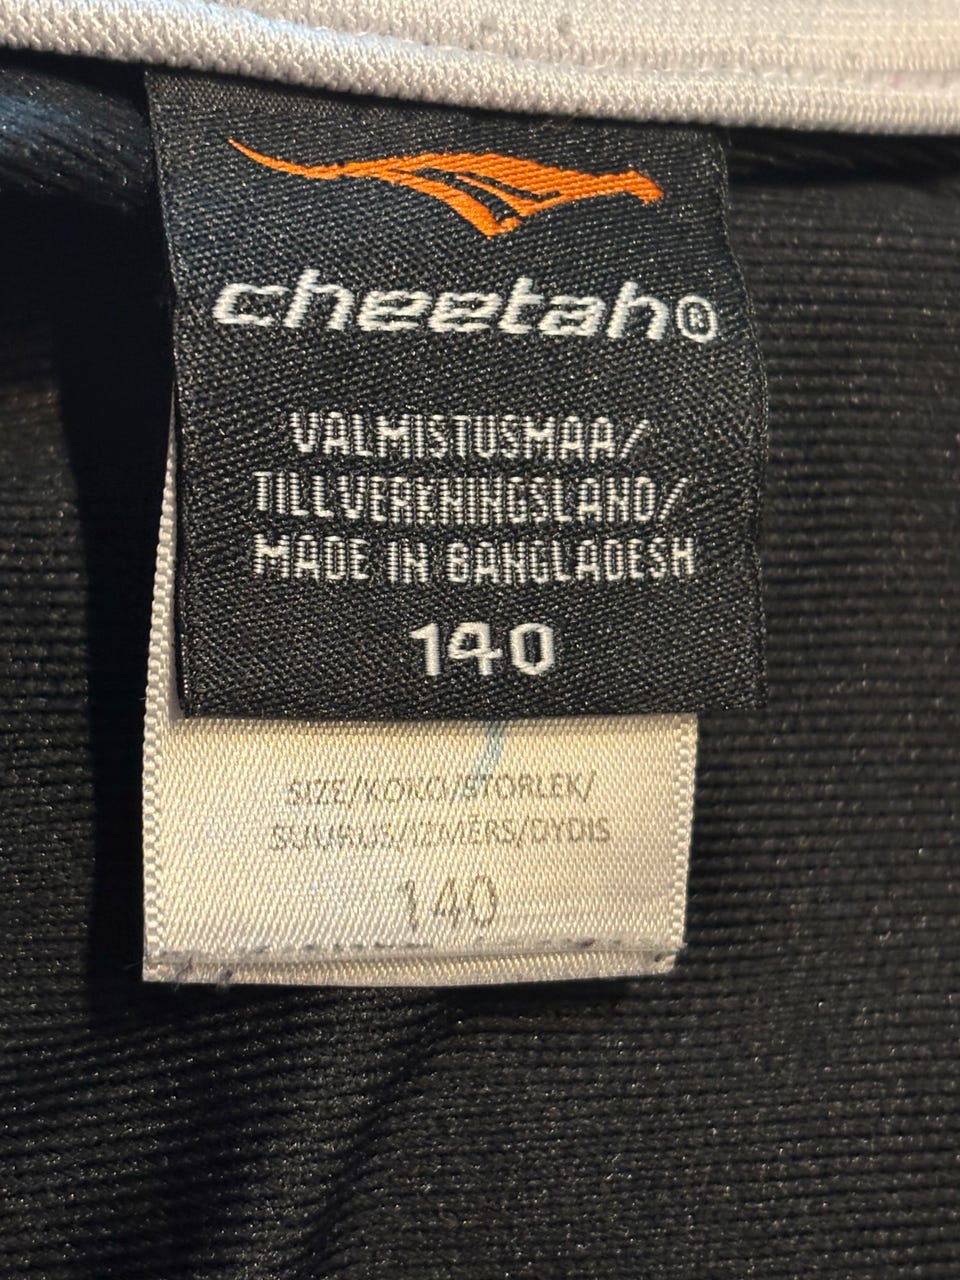 cheetah®
VALMISTUSMAA/
TILLVERKNINGSLAND/
MADE IN BANGLADESH
140
SIZE/KOKO/STORLEK/
SUURUS/IZMĒRS/DYDIS
140